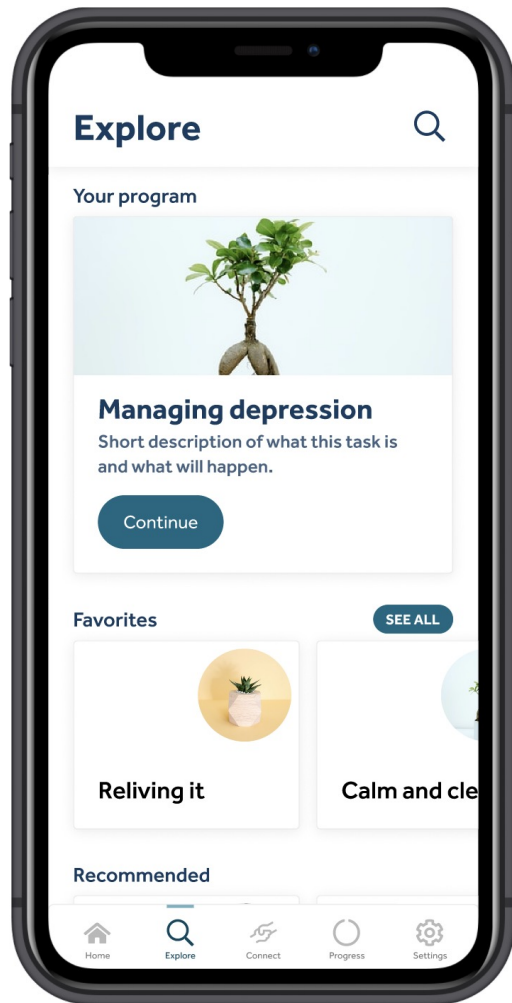 Explore
Your program
Managing depression
Short description of what this task is
and what will happen.
Continue
Favorites
SEE ALL
Reliving it
Calm and cle
Recommended
Home
Explore
Connect
Progress
Settings